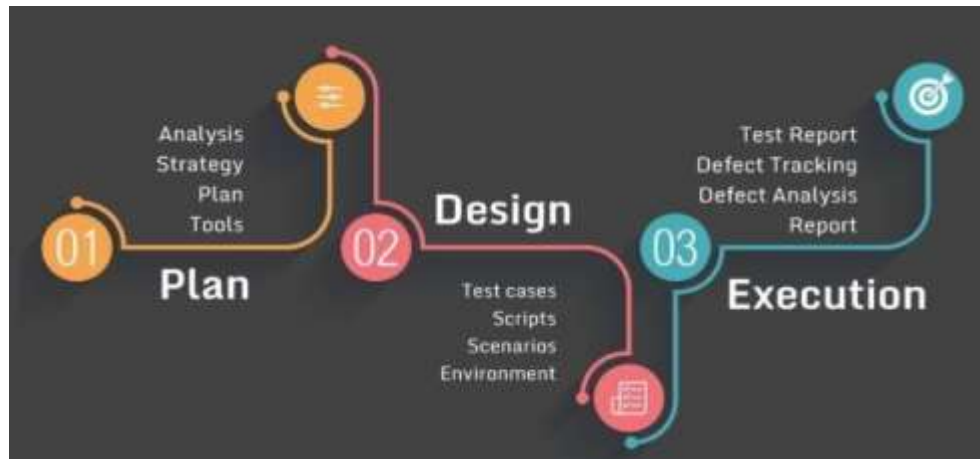 01
Analysis
Strategy
Plan
Tools
Plan
02
Design
Test cases
Scripts
Scenarios
Environment
03
Test Report
Defect Tracking
Defect Analysis
Report
Execution